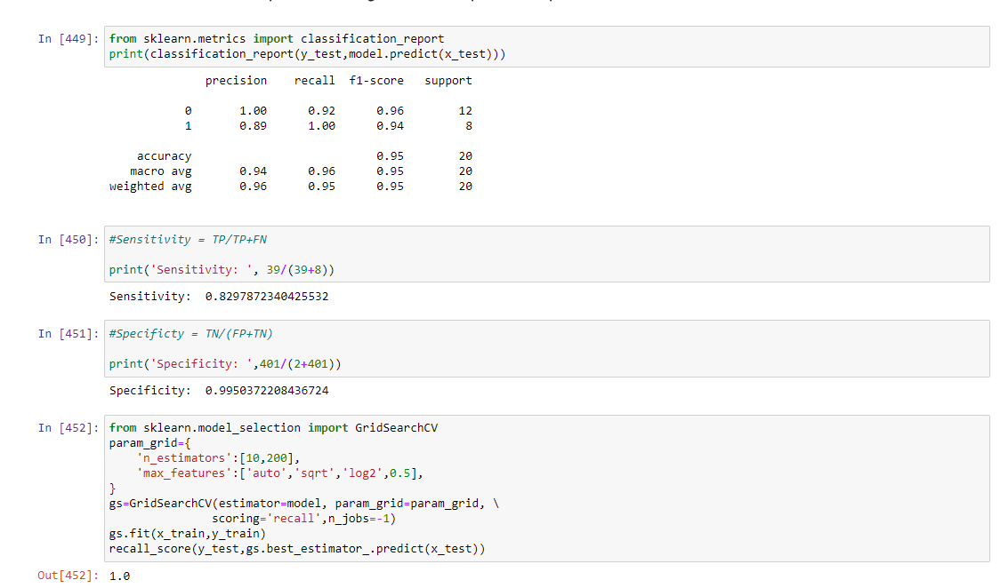 In [449]: from sklearn.metrics import classification_report
print(classification_report(y_test,model.predict(x_test)))
precision recall f1-score support
0 1.00 0.92 0.96 12
1 0.89 1.00 0.94 8
accuracy 0.95 20
macro avg 0.94 0.96 0.95 20
weighted avg 0.96 0.95 0.95 20
In [450]: #Sensitivity = TP/TP+FN
print('Sensitivity: ', 39/(39+8))
Sensitivity: 0.8297872340425532
In [451]: #Specificty = TN/(FP+TN)
print('Specificity: ',401/(2+401))
Specificity: 0.9950372208436724
In [452]: from sklearn.model_selection import GridSearchCV
param_grid={
'n_estimators':[10,200],
'max_features':['auto','sqrt','log2',0.5],
}
gs=GridSearchCV(estimator=model, param_grid=param_grid, \
scoring='recall',n_jobs=-1)
gs.fit(x_train,y_train)
recall_score(y_test,gs.best_estimator_.predict(x_test))
Out[452]: 1.0